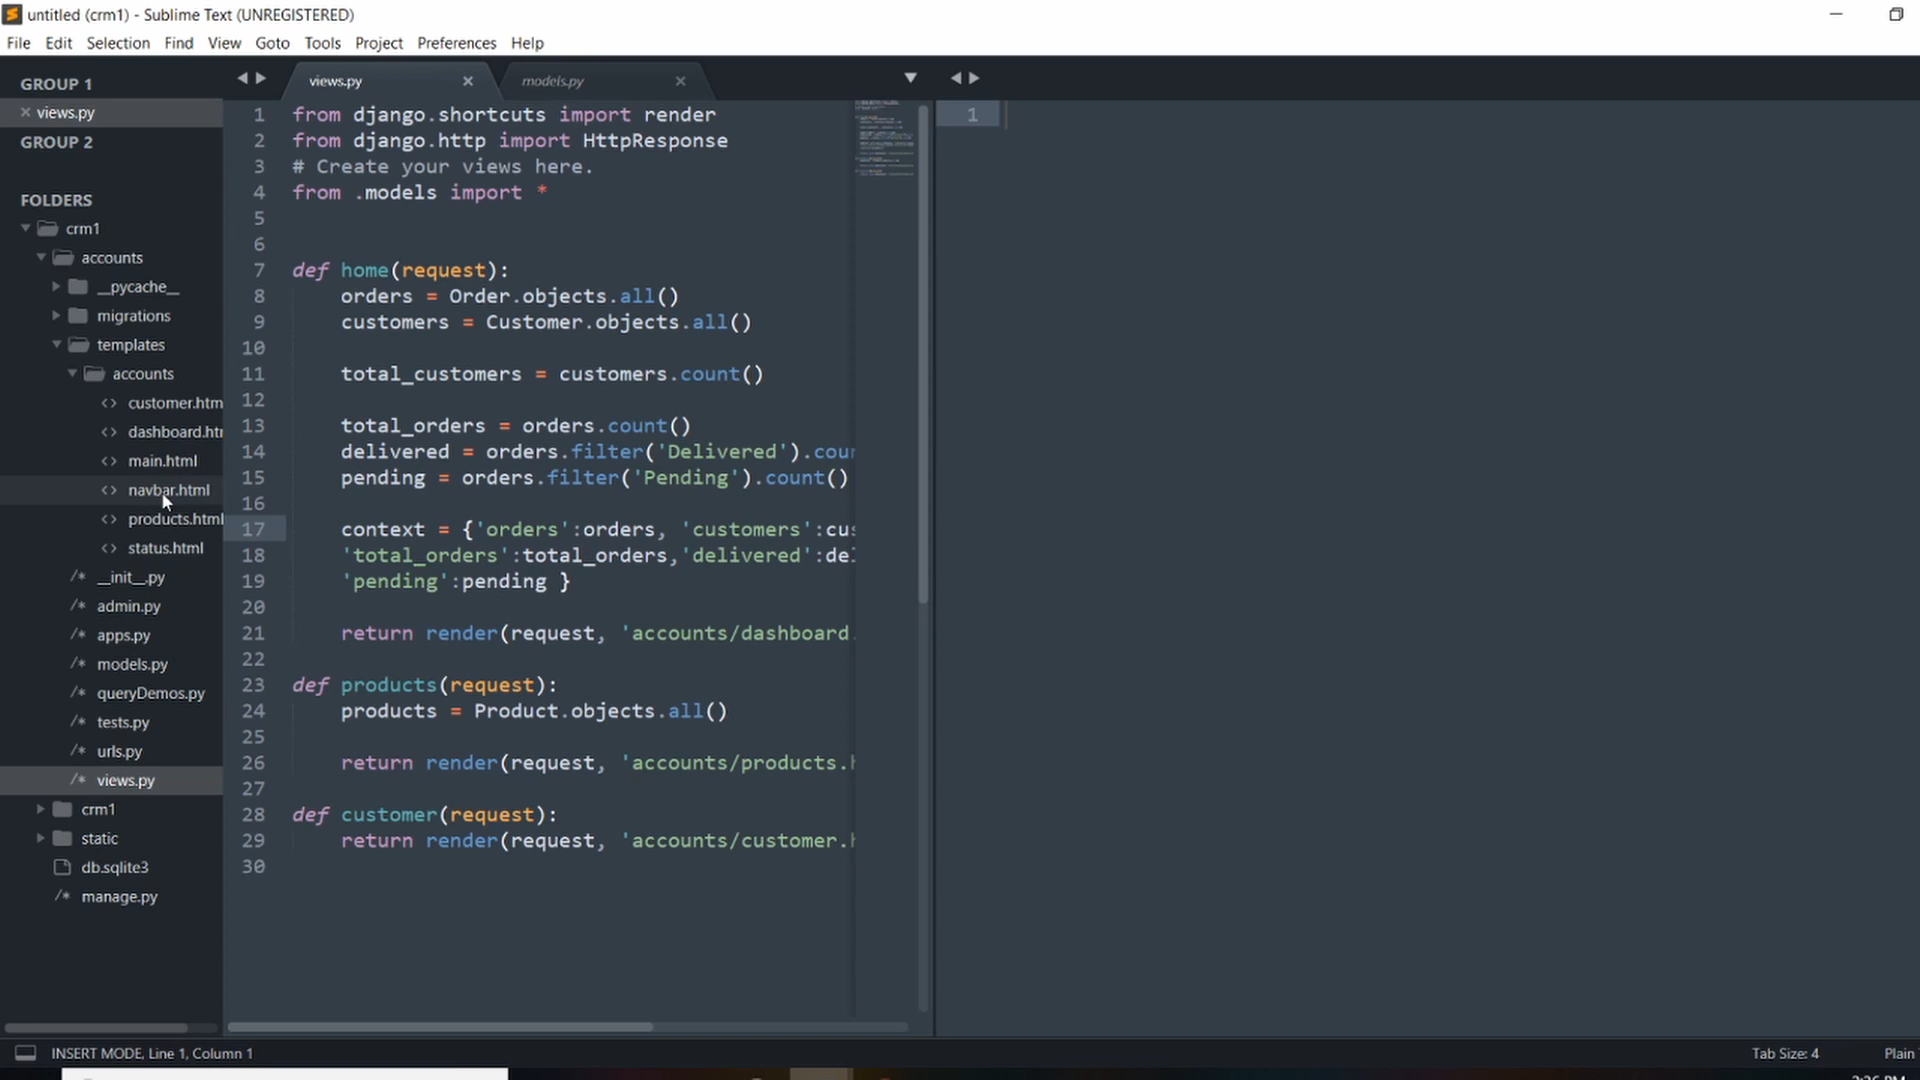 untitled (crm1) - Sublime Text (UNREGISTERED)
File Edit Selection Find View Goto Tools Project Preferences Help
GROUP 1
views.py
GROUP 2
FOLDERS
crm1
accounts
__pycache__
migrations
templates
accounts
customer.htm
dashboard.htm
main.html
navbar.html
products.html
status.html
/* __init__.py
/* admin.py
/* apps.py
/* models.py
/* queryDemos.py
/* tests.py
/* urls.py
/* views.py
crm1
static
db.sqlite3
/* manage.py
views.py models.py
1 from django.shortcuts import render
2 from django.http import HttpResponse
3 # Create your views here.
4 from .models import *
5
6
7 def home(request):
8 orders = Order.objects.all()
9 customers = Customer.objects.all()
10
11 total_customers = customers.count()
12
13 total_orders = orders.count()
14 delivered = orders.filter('Delivered').cou
15 pending = orders.filter('Pending').count()
16
17 context = {'orders':orders, 'customers':cus
18 'total_orders':total_orders,'delivered':del
19 'pending':pending }
20
21 return render(request, 'accounts/dashboard.
22
23 def products(request):
24 products = Product.objects.all()
25
26 return render(request, 'accounts/products.h
27
28 def customer(request):
29 return render(request, 'accounts/customer.h
30
1
INSERT MODE, Line 1, Column 1
Tab Size: 4
Plain